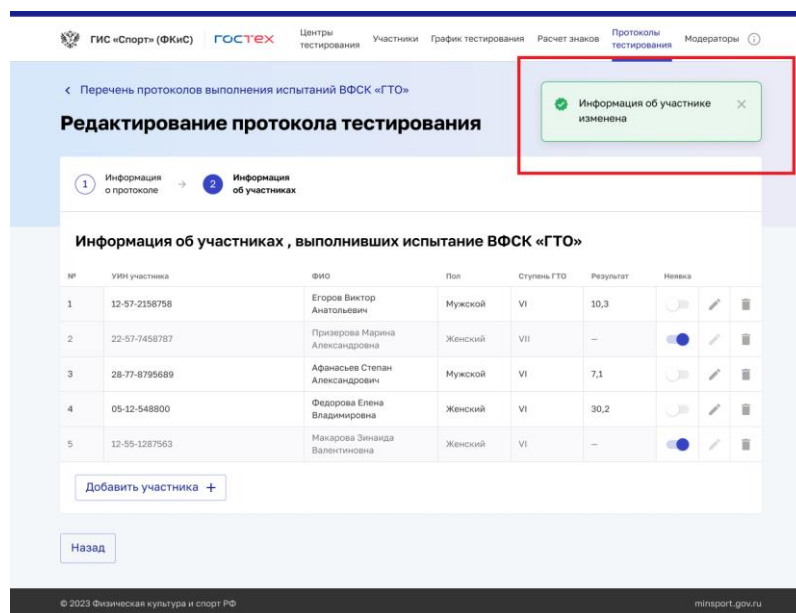 ГИС «Спорт» (ФКиС) ГОСТЕХ Центры тестирования Участники График тестирования Расчет знаков Протоколы тестирования Модераторы
Перечень протоколов выполнения испытаний ВФСК «ГТО»
Информация об участнике
изменена
Редактирование протокола тестирования
1 Информация о протоколе → 2 Информация об участниках
Информация об участниках , выполнивших испытание ВФСК «ГТО»
№ УИН участника ФИО Пол Ступень ГТО Результат Неявка
1 12-57-2158758 Егоров Виктор Анатольевич Мужской VI 10,3
2 22-57-7458787 Призерова Марина Александровна Женский VII –
3 28-77-8795689 Афанасьев Степан Александрович Мужской VI 7,1
4 05-12-548800 Федорова Елена Владимировна Женский VI 30,2
5 12-55-1287563 Макарова Зинаида Валентиновна Женский VI –
Добавить участника +
Назад
© 2023 Физическая культура и спорт РФ minsport.gov.ru